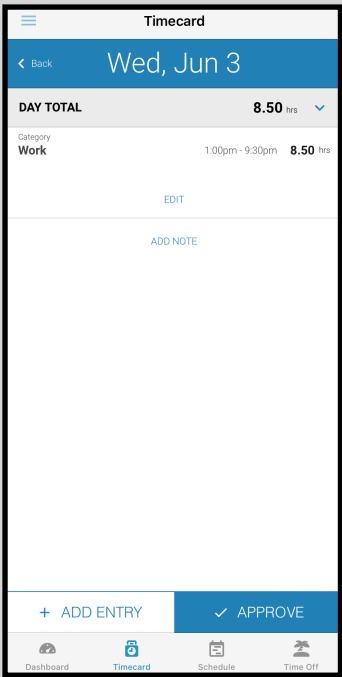 Timecard
Back Wed, Jun 3
DAY TOTAL 8.50 hrs
Category
Work 1:00pm - 9:30pm 8.50 hrs
EDIT
ADD NOTE
+ ADD ENTRY APPROVE
Dashboard Timecard Schedule Time Off